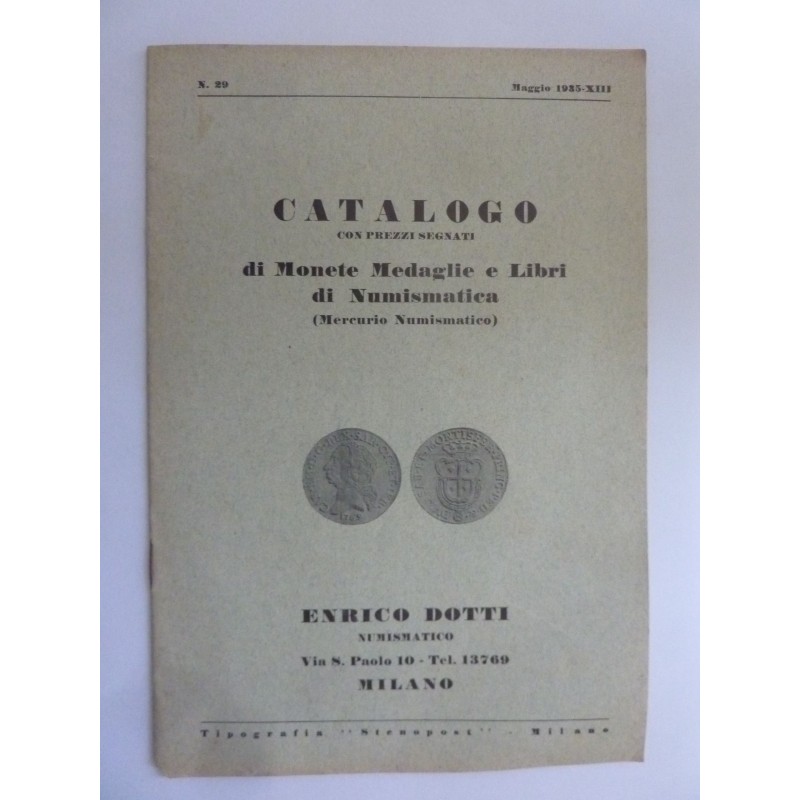 N. 29
Maggio 1935-XIII
CATALOGO
CON PREZZI SEGNATI
di Monete Medaglie e Libri
di Numismatica
(Mercurio Numismatico)
ENRICO DOTTI
NUMISMATICO
Via S. Paolo 10 - Tel. 13769
MILANO
Tipografia "Stenopost" - Milano